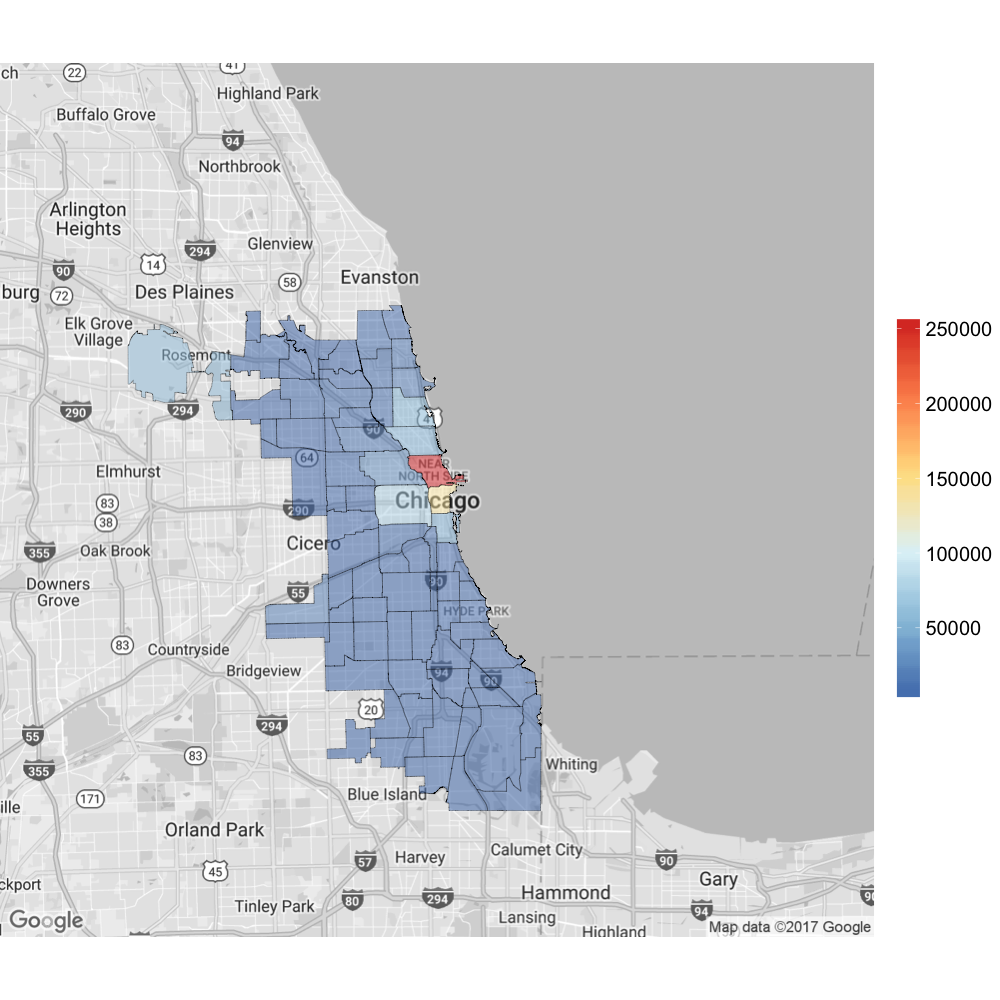 ch
22
41
Highland Park
Buffalo Grove
94
Northbrook
Arlington
Heights
294
Glenview
14
90
58
Evanston
burg
72
Des Plaines
Elk Grove
Village
Rosemont
290
294
4
90
64
NEAR
NORTH SIDE
Elmhurst
83
38
290
Chicago
355
Oak Brook
Cicero
Downers
Grove
55
90
HYDE PARK
83
Countryside
Bridgeview
94
90
20
294
55
83
355
Whiting
171
Blue Island
ille
Orland Park
45
57
Harvey
Calumet City
90
Gary
ckport
80
294
Hammond
90
Tinley Park
94
Lansing
Highland
Google
Map data ©2017 Google
250000
200000
150000
100000
50000